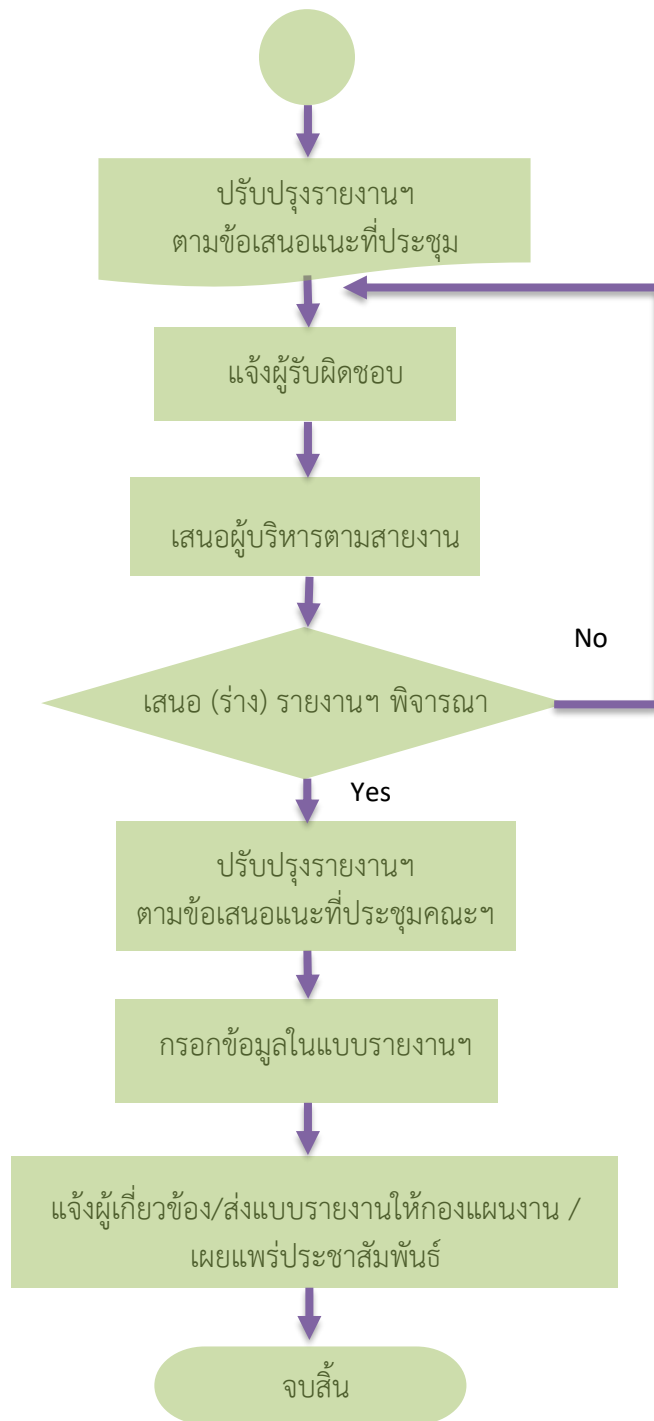 ปรับปรุงรายงานฯ
ตามข้อเสนอแนะที่ประชุม
แจ้งผู้รับผิดชอบ
เสนอผู้บริหารตามสายงาน
No
เสนอ (ร่าง) รายงานฯ พิจารณา
Yes
ปรับปรุงรายงานฯ
ตามข้อเสนอแนะที่ประชุมคณะฯ
กรอกข้อมูลในแบบรายงานฯ
แจ้งผู้เกี่ยวข้อง/ส่งแบบรายงานให้กองแผนงาน /
เผยแพร่ประชาสัมพันธ์
จบสิ้น